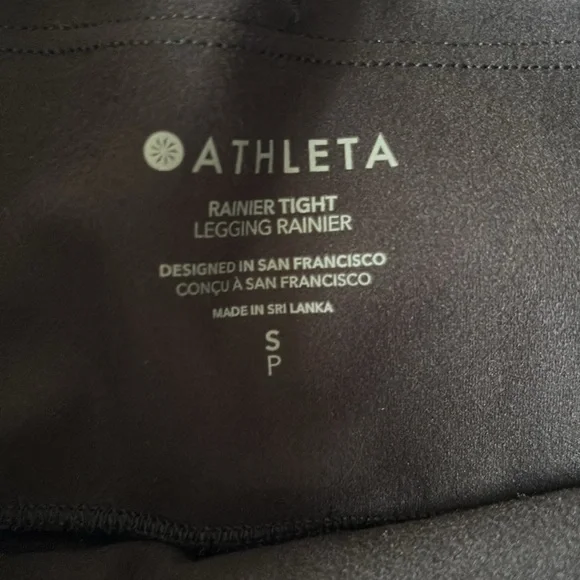 ATHLETA
RAINIER TIGHT
LEGGING RAINIER
DESIGNED IN SAN FRANCISCO
CONÇU À SAN FRANCISCO
MADE IN SRI LANKA
S
P